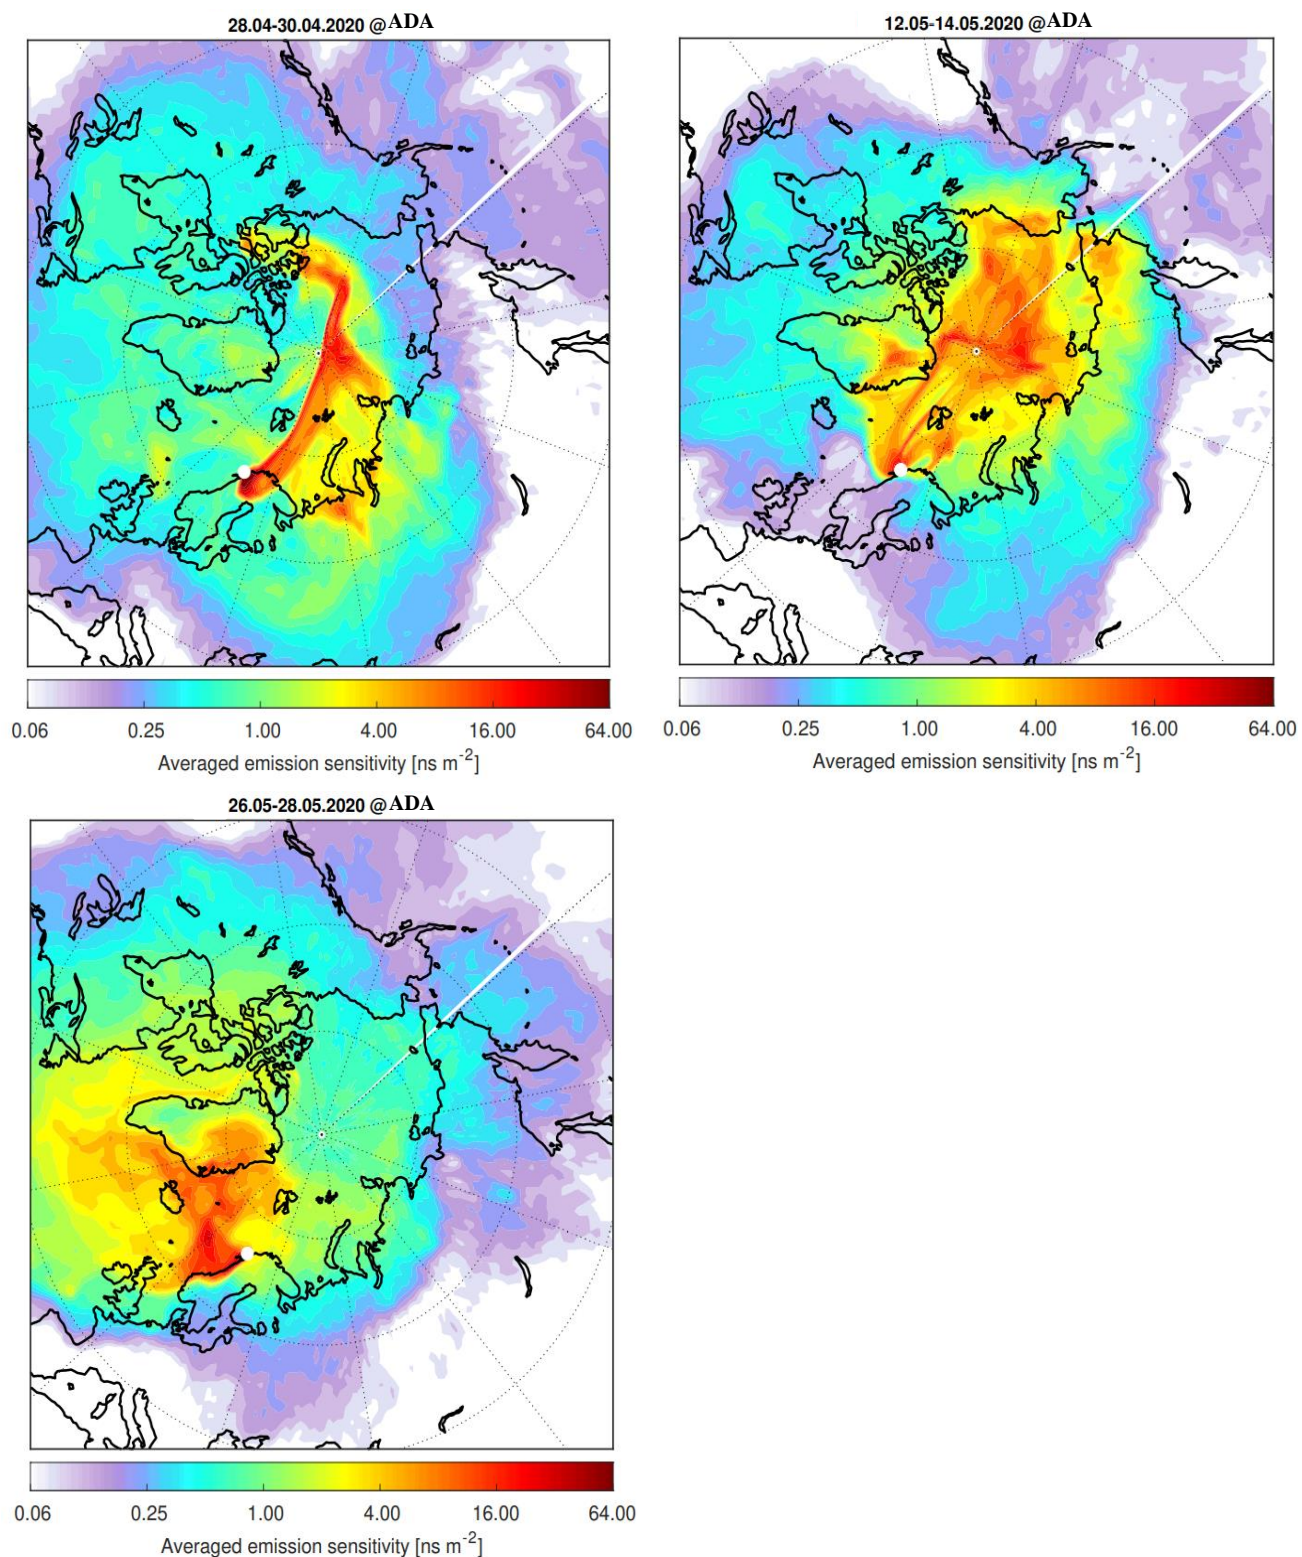 28.04-30.04.2020 @ADA
12.05-14.05.2020 @ADA
0.06 0.25 1.00 4.00 16.00 64.00
Averaged emission sensitivity [ns m⁻²]
0.06 0.25 1.00 4.00 16.00 64.00
Averaged emission sensitivity [ns m⁻²]
26.05-28.05.2020 @ADA
0.06 0.25 1.00 4.00 16.00 64.00
Averaged emission sensitivity [ns m⁻²]